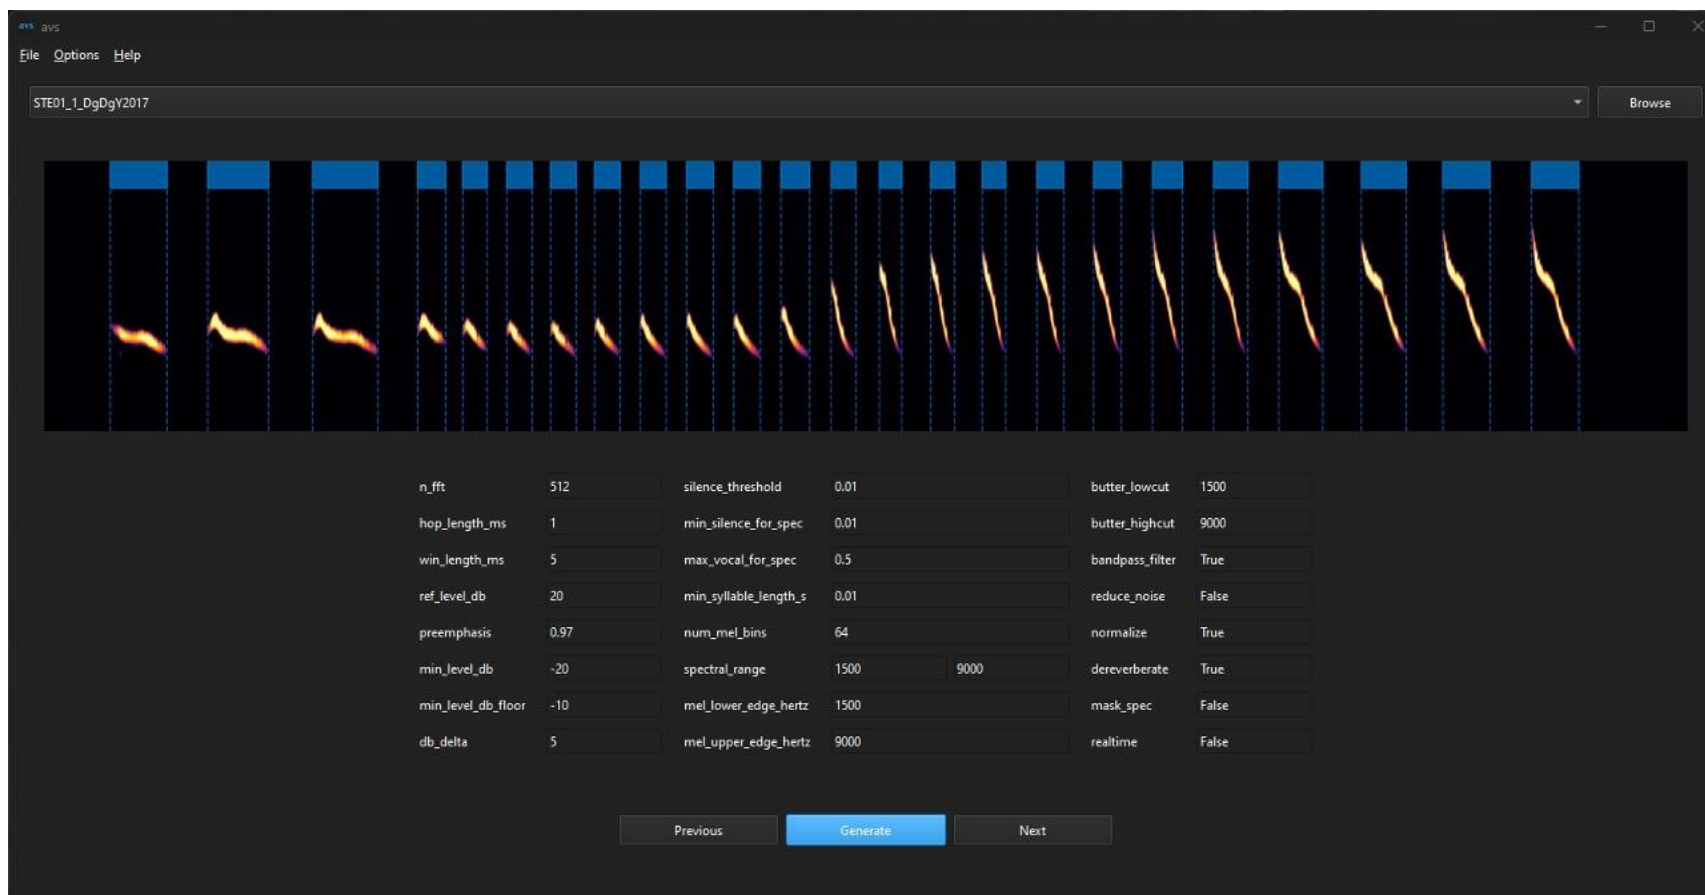 avs avs
File Options Help
STE01_1_DgDgY2017 Browse
n_fft 512 silence_threshold 0.01 butter_lowcut 1500
hop_length_ms 1 min_silence_for_spec 0.01 butter_highcut 9000
win_length_ms 5 max_vocal_for_spec 0.5 bandpass_filter True
ref_level_db 20 min_syllable_length_s 0.01 reduce_noise False
preemphasis 0.97 num_mel_bins 64 normalize True
min_level_db -20 spectral_range 1500 9000 dereverberate True
min_level_db_floor -10 mel_lower_edge_hertz 1500 mask_spec False
db_delta 5 mel_upper_edge_hertz 9000 realtime False
Previous Generate Next